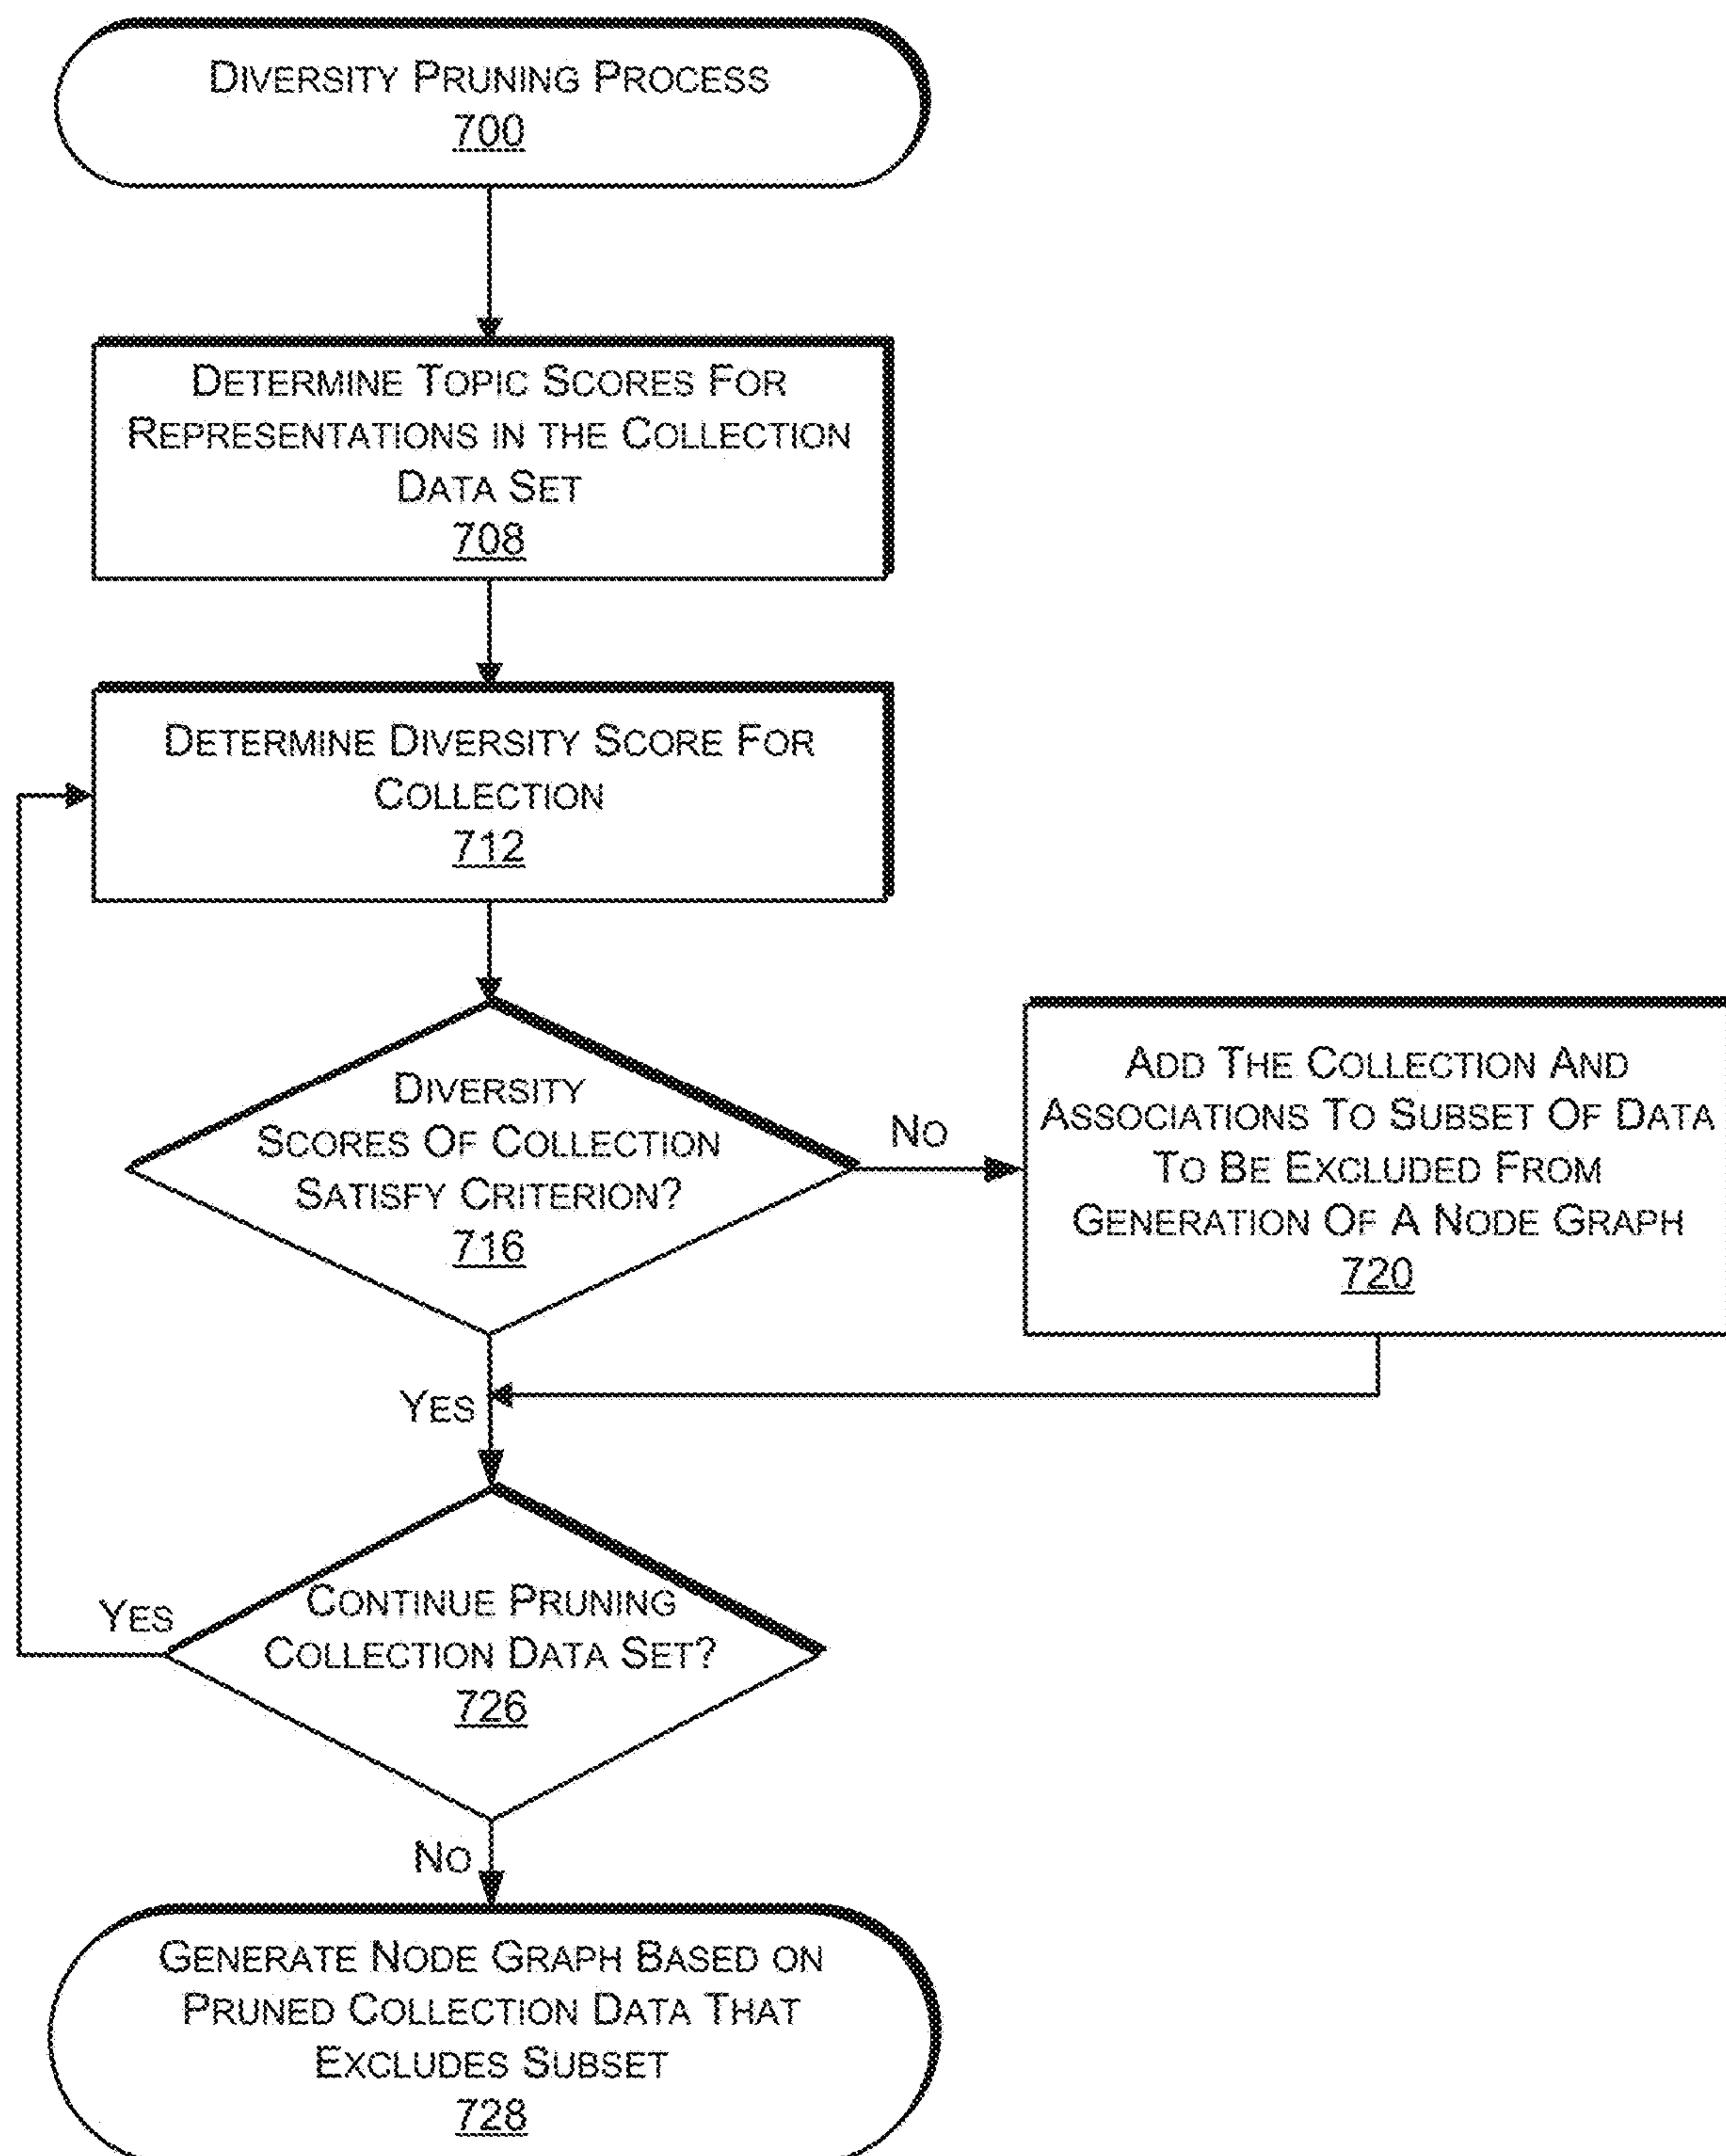 DIVERSITY PRUNING PROCESS
700
DETERMINE TOPIC SCORES FOR
REPRESENTATIONS IN THE COLLECTION
DATA SET
708
DETERMINE DIVERSITY SCORE FOR
COLLECTION
712
DIVERSITY
SCORES OF COLLECTION
SATISFY CRITERION?
716
NO
ADD THE COLLECTION AND
ASSOCIATIONS TO SUBSET OF DATA
TO BE EXCLUDED FROM
GENERATION OF A NODE GRAPH
720
YES
YES
CONTINUE PRUNING
COLLECTION DATA SET?
726
NO
GENERATE NODE GRAPH BASED ON
PRUNED COLLECTION DATA THAT
EXCLUDES SUBSET
728